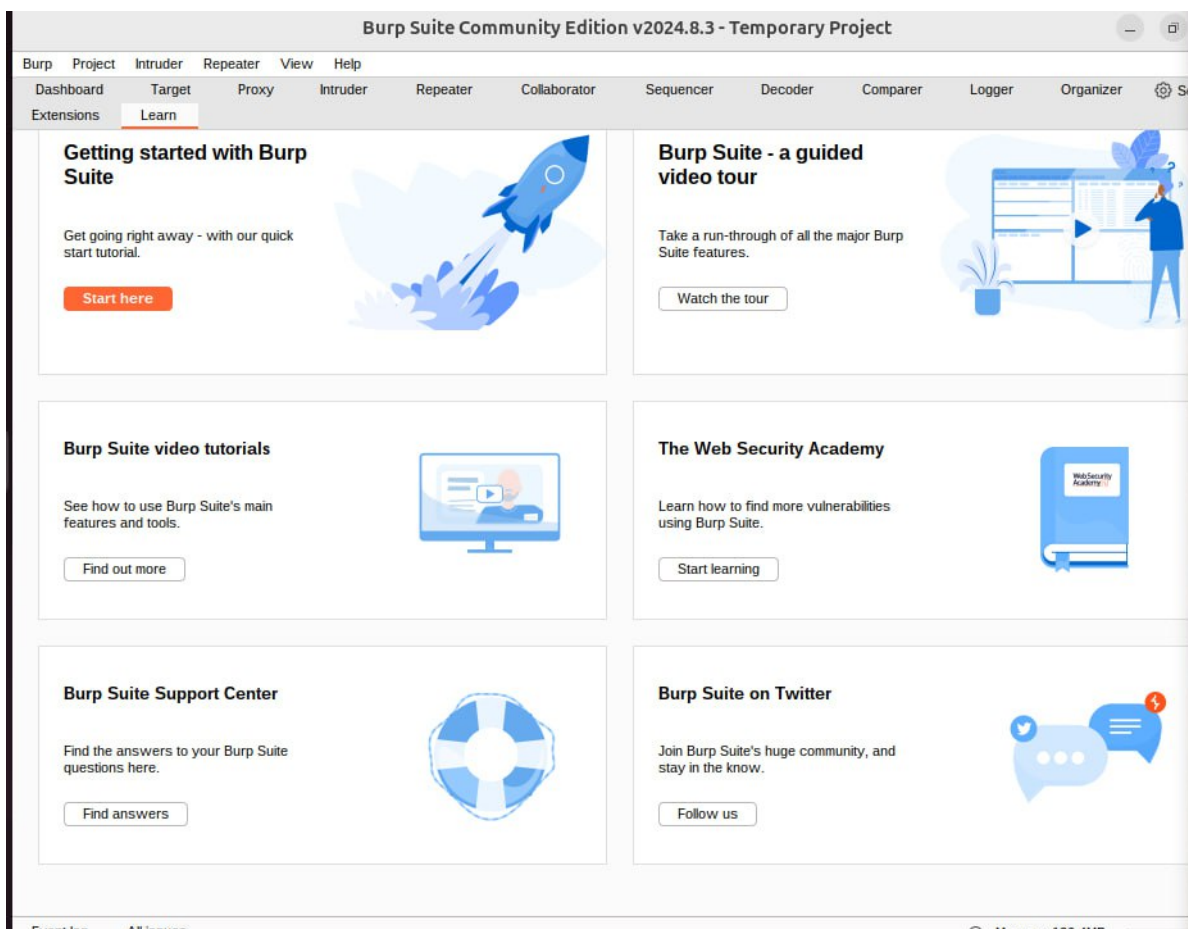 Burp Suite Community Edition v2024.8.3 - Temporary Project
Burp Project Intruder Repeater View Help
Dashboard Target Proxy Intruder Repeater Collaborator Sequencer Decoder Comparer Logger Organizer
Extensions Learn
Getting started with Burp
Suite
Get going right away - with our quick
start tutorial.
Start here
Burp Suite - a guided
video tour
Take a run-through of all the major Burp
Suite features.
Watch the tour
Burp Suite video tutorials
See how to use Burp Suite's main
features and tools.
Find out more
The Web Security Academy
Learn how to find more vulnerabilities
using Burp Suite.
Start learning
WebSecurity
Academy
Burp Suite Support Center
Find the answers to your Burp Suite
questions here.
Find answers
Burp Suite on Twitter
Join Burp Suite's huge community, and
stay in the know.
Follow us